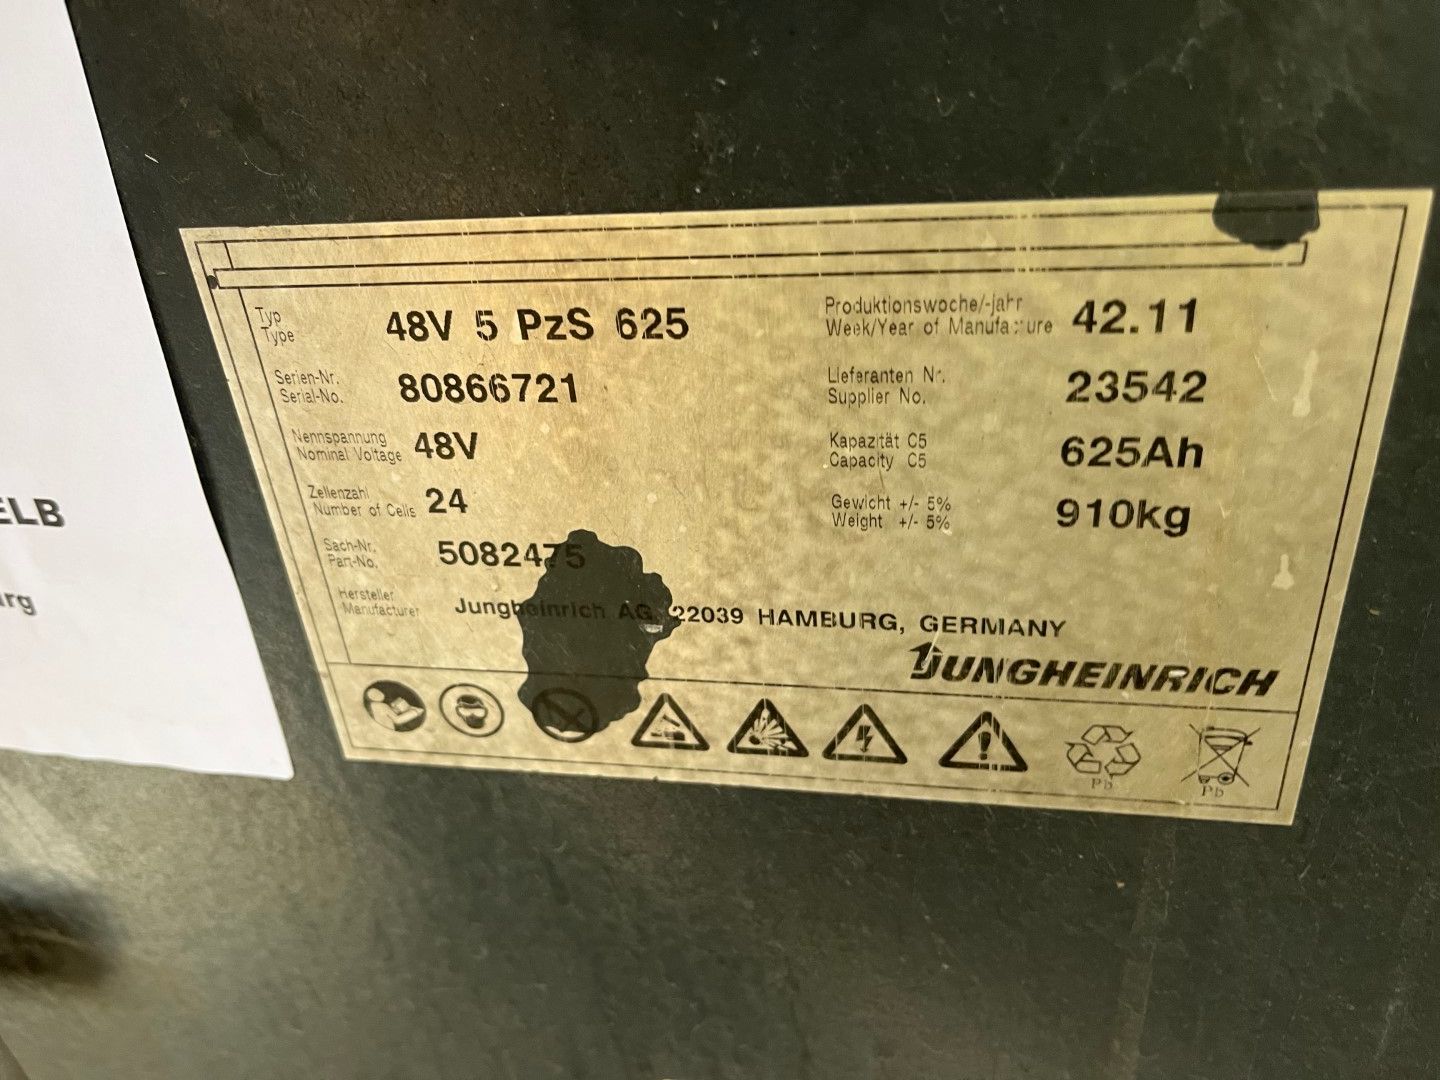 ELB
urg
Typ
Type
48V 5 PzS 625
Produktionswoche/-jahr
Week/Year of Manufacture
42.11
Serien-Nr.
Serial-No.
80866721
Lieferanten Nr.
Supplier No.
23542
Nennspannung
Nominal Voltage
48V
Kapazität C5
Capacity C5
625Ah
Zellenzahl
Number of Cells
24
Gewicht +/- 5%
Weight +/- 5%
910kg
Sach-Nr.
Part-No.
5082475
Hersteller
Manufacturer
Jungheinrich AG, 22039 HAMBURG, GERMANY
JUNGHEINRICH
Pb
Pb